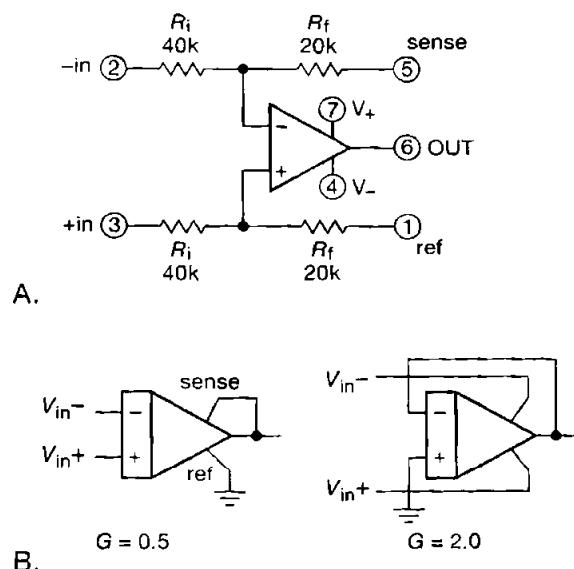 Ri Rf
40k 20k sense
–in 2 5
7 V+
−
6 OUT
+
4 V−
+in 3 1
Ri Rf ref
40k 20k
A.
sense
Vin− − Vin− −
Vin+ + ref Vin+ +
G = 0.5 G = 2.0
B.